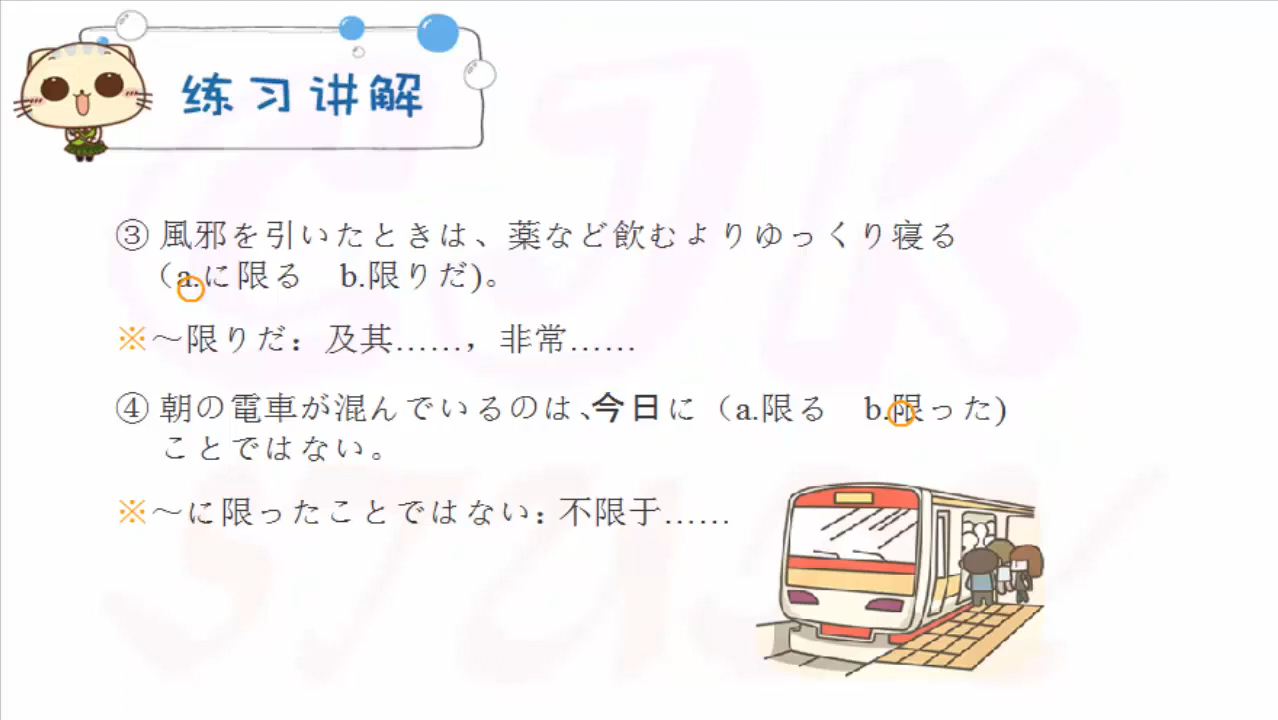 练习讲解
③ 風邪を引いたときは、薬など飲むよりゆっくり寝る
（a.に限る b.限りだ)。
※～限りだ：及其……，非常……
④ 朝の電車が混んでいるのは、今日に（a.限る b.限った)
ことではない。
※～に限ったことではない：不限于……
CJK
STUDY